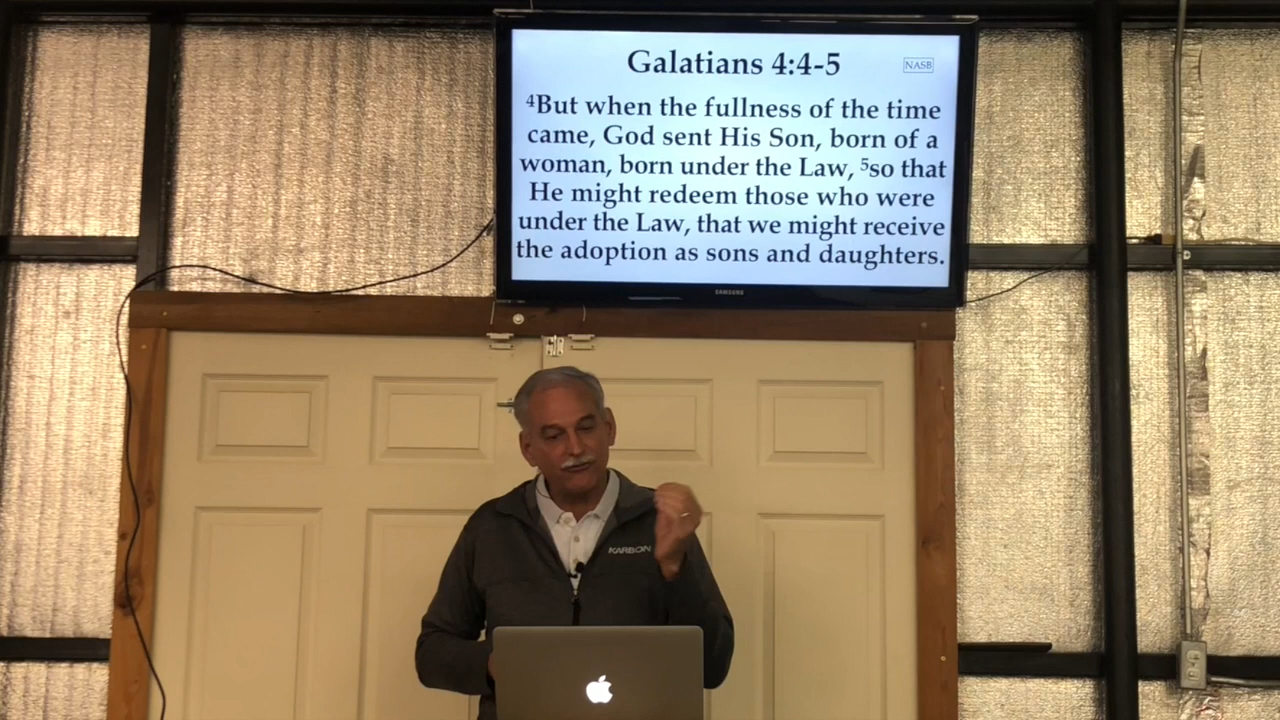 Galatians 4:4-5
NASB
⁴But when the fullness of the time
came, God sent His Son, born of a
woman, born under the Law, ⁵so that
He might redeem those who were
under the Law, that we might receive
the adoption as sons and daughters.
SAMSUNG
KARBON